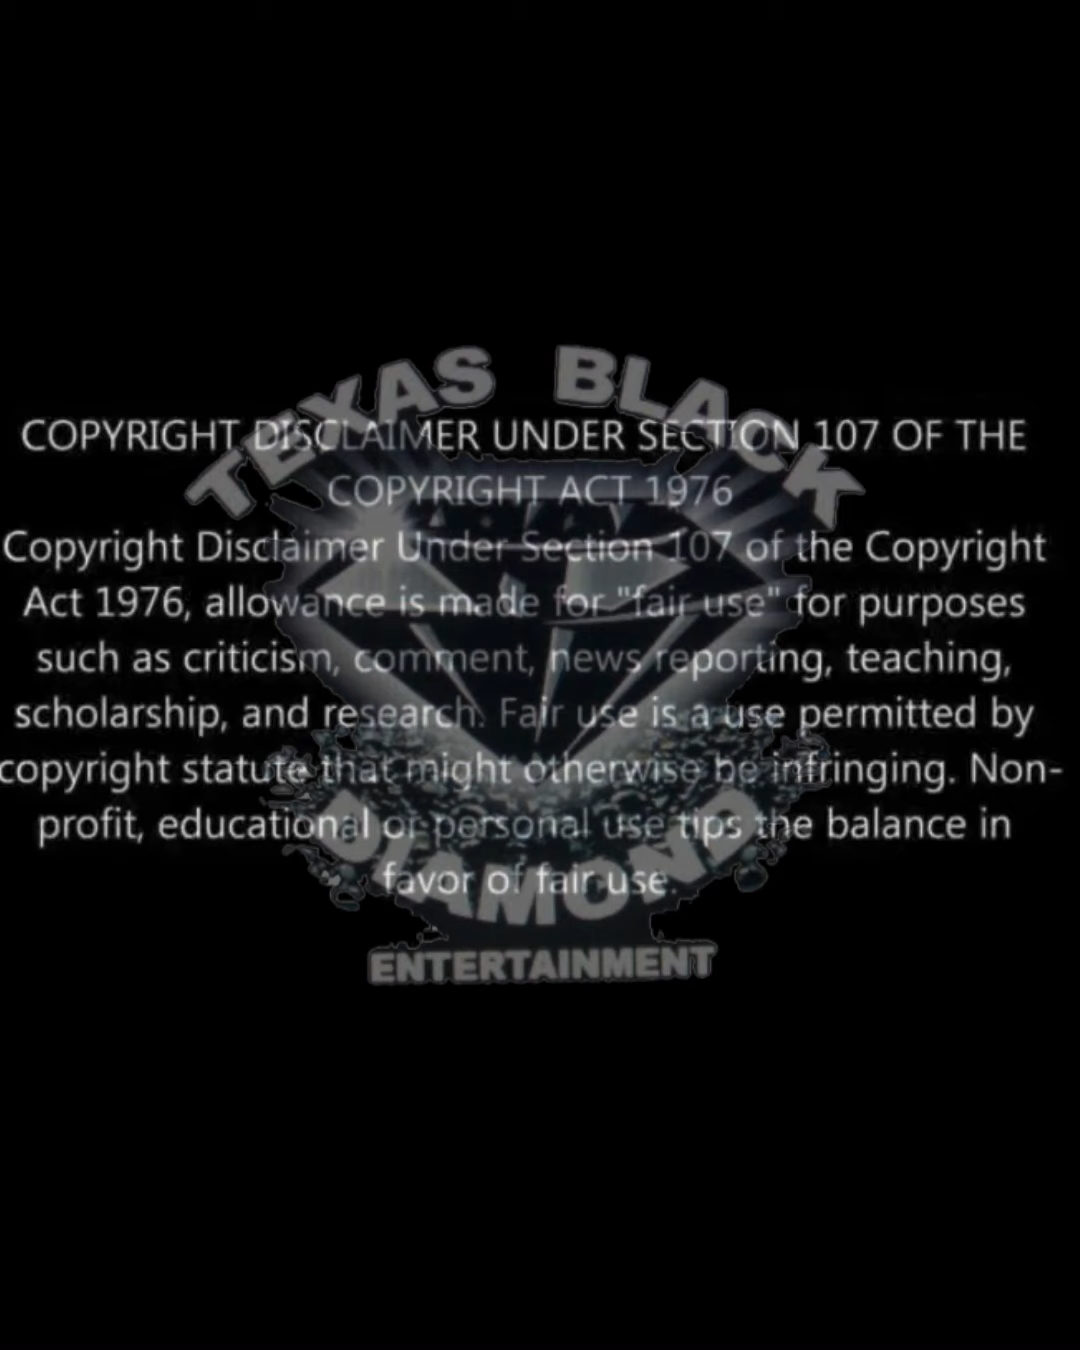 TEXAS BLACK
COPYRIGHT DISCLAIMER UNDER SECTION 107 OF THE
COPYRIGHT ACT 1976
Copyright Disclaimer Under Section 107 of the Copyright
Act 1976, allowance is made for "fair use" for purposes
such as criticism, comment, news reporting, teaching,
scholarship, and research. Fair use is a use permitted by
copyright statute that might otherwise be infringing. Non-
profit, educational or personal use tips the balance in
favor of fair use.
DIAMOND
ENTERTAINMENT